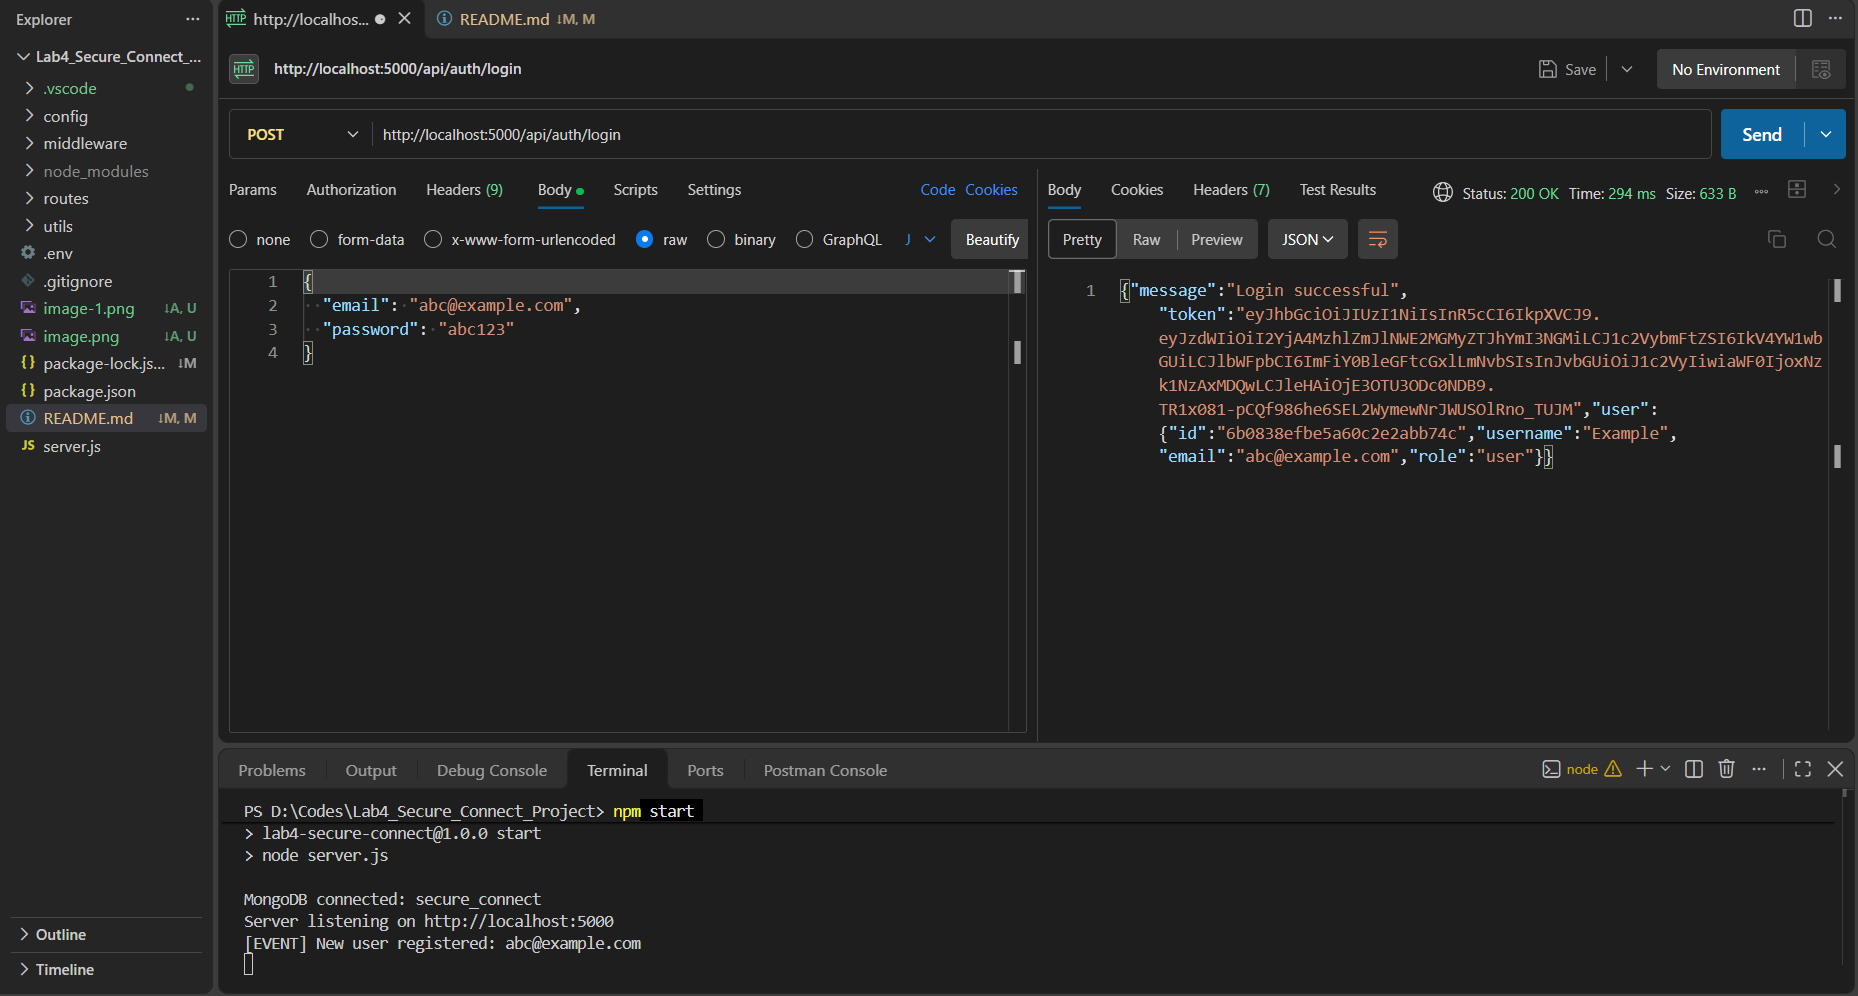 Explorer
Lab4_Secure_Connect_...
.vscode
config
middleware
node_modules
routes
utils
.env
.gitignore
image-1.png ↓A, U
image.png ↓A, U
package-lock.js... ↓M
package.json
README.md ↓M, M
JS server.js
Outline
Timeline
HTTP http://localhos...
README.md ↓M, M
HTTP http://localhost:5000/api/auth/login
Save
No Environment
POST http://localhost:5000/api/auth/login
Send
Params Authorization Headers (9) Body Scripts Settings Code Cookies
none form-data x-www-form-urlencoded raw binary GraphQL J Beautify
1 {
2 "email": "abc@example.com",
3 "password": "abc123"
4 }
Body Cookies Headers (7) Test Results Status: 200 OK Time: 294 ms Size: 633 B
Pretty Raw Preview JSON
1 {"message":"Login successful",
"token":"eyJhbGciOiJIUzI1NiIsInR5cCI6IkpXVCJ9.
eyJzdWIiOiI2YjA4MzhlZmJlNWE2MGMyZTJhYmI3NGMiLCJ1c2VybmFtZSI6IkV4YW1wb
GUiLCJlbWFpbCI6ImFiY0BleGFtcGxlLmNvbSIsInJvbGUiOiJ1c2VyIiwiaWF0IjoxNz
k1NzAxMDQwLCJleHAiOjE3OTU3ODc0NDB9.
TR1x081-pCQf986he6SEL2WymewNrJWUSOlRno_TUJM","user":
{"id":"6b0838efbe5a60c2e2abb74c","username":"Example",
"email":"abc@example.com","role":"user"}}
Problems Output Debug Console Terminal Ports Postman Console
node
PS D:\Codes\Lab4_Secure_Connect_Project> npm start
> lab4-secure-connect@1.0.0 start
> node server.js
MongoDB connected: secure_connect
Server listening on http://localhost:5000
[EVENT] New user registered: abc@example.com